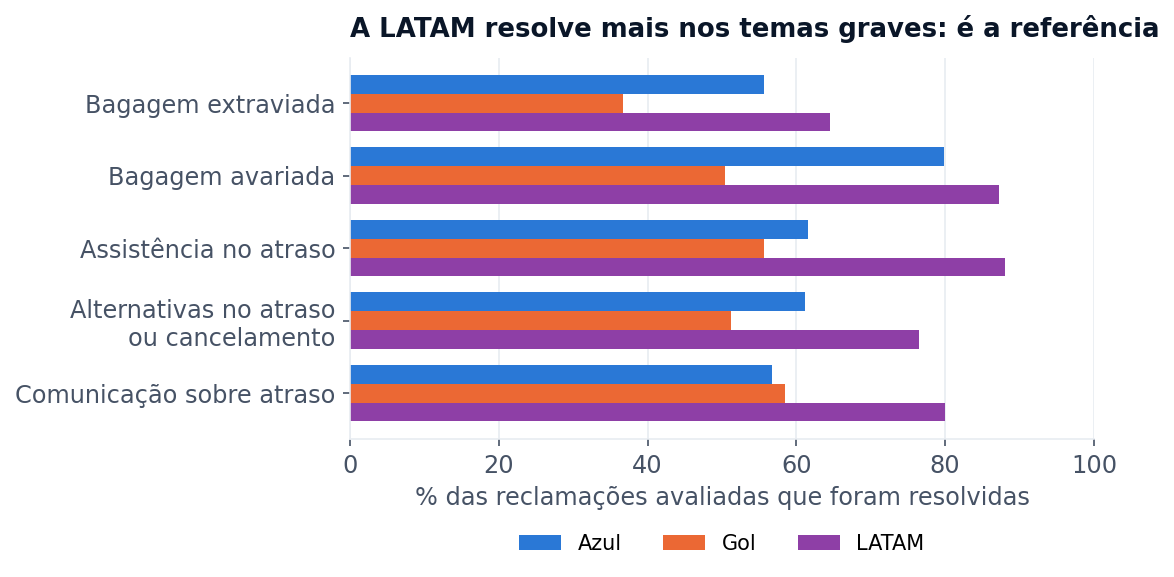 A LATAM resolve mais nos temas graves: é a referência
Bagagem extraviada
Bagagem avariada
Assistência no atraso
Alternativas no atraso
ou cancelamento
Comunicação sobre atraso
0 20 40 60 80 100
% das reclamações avaliadas que foram resolvidas
Azul Gol LATAM